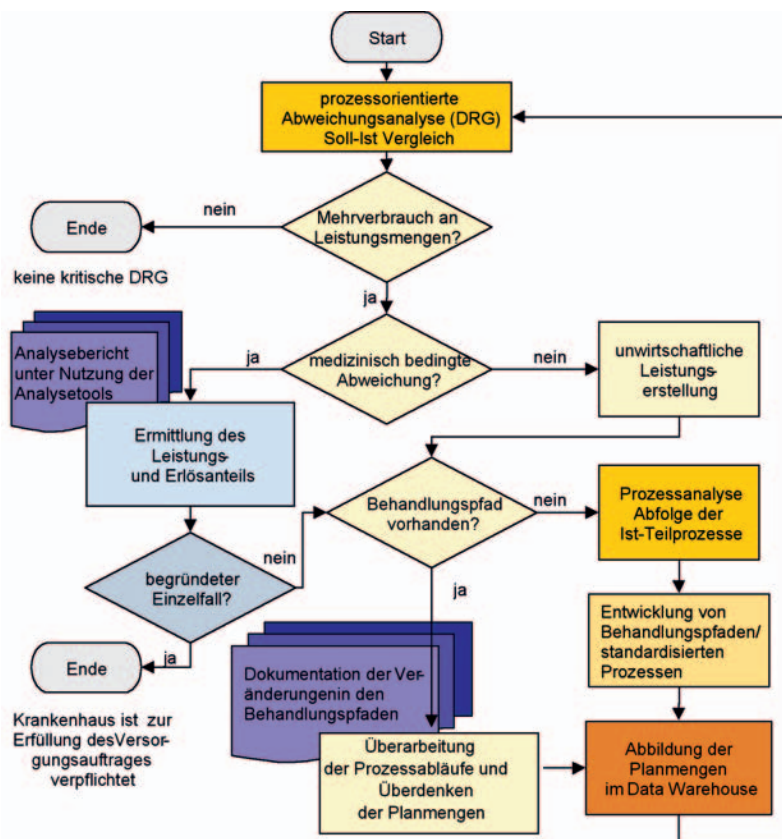 Start
prozessorientierte
Abweichungsanalyse (DRG)
Soll-Ist Vergleich
nein
Mehrverbrauch an
Leistungsmengen?
Ende
keine kritische DRG
ja
Analysebericht
unter Nutzung der
Analysetools
ja
medizinisch bedingte
Abweichung?
nein
unwirtschaftliche
Leistungs-
erstellung
Ermittlung des
Leistungs-
und Erlösanteils
Behandlungspfad
vorhanden?
nein
Prozessanalyse
Abfolge der
Ist-Teilprozesse
nein
begründeter
Einzelfall?
ja
Entwicklung von
Behandlungspfaden/
standardisierten
Prozessen
ja
Ende
Dokumentation der Ver-
änderungenin den
Behandlungspfaden
Krankenhaus ist zur
Erfüllung desVersor-
gungsauftrages
verpflichtet
Überarbeitung
der Prozessabläufe und
Überdenken
der Planmengen
Abbildung der
Planmengen
im Data Warehouse